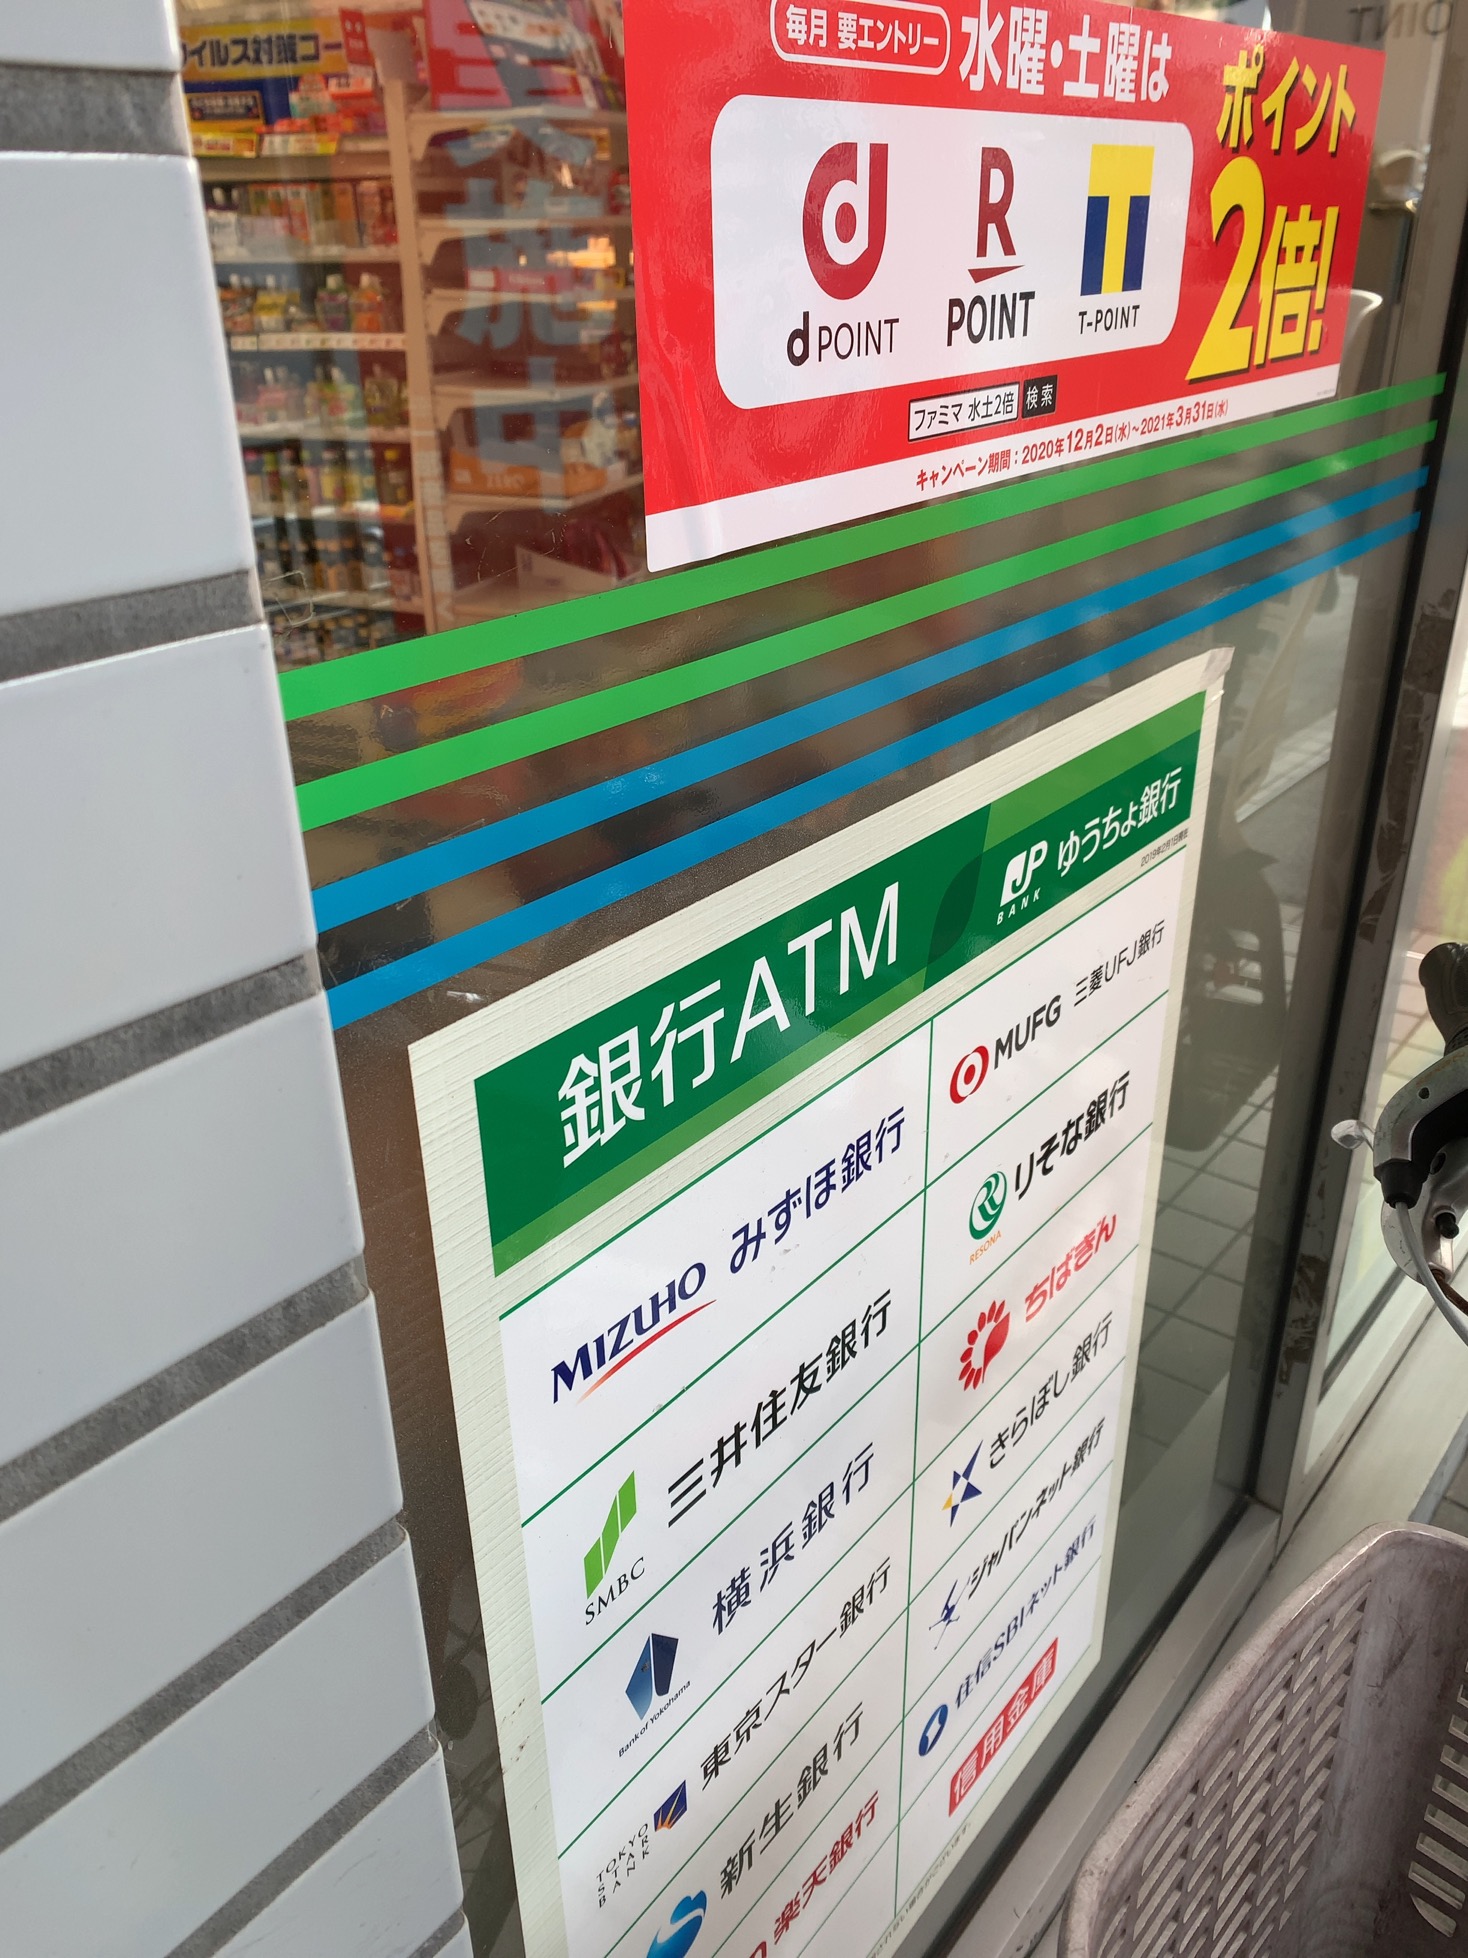 イルス対策コー
毎月 要エントリー
水曜・土曜は
ポイント
2倍!
d POINT
R
POINT
T
T-POINT
ファミマ 水土2倍 検索
キャンペーン期間：2020年12月2日(水)～2021年3月31日(水)
銀行ATM
JP
BANK
ゆうちょ銀行
MIZUHO みずほ銀行
MUFG 三菱UFJ銀行
SMBC
三井住友銀行
RESONA
りそな銀行
Bank of Yokohama
横浜銀行
ちばぎん
TOKYO
STAR
BANK
東京スター銀行
きらぼし銀行
新生銀行
ジャパンネット銀行
楽天銀行
住信SBIネット銀行
信用金庫